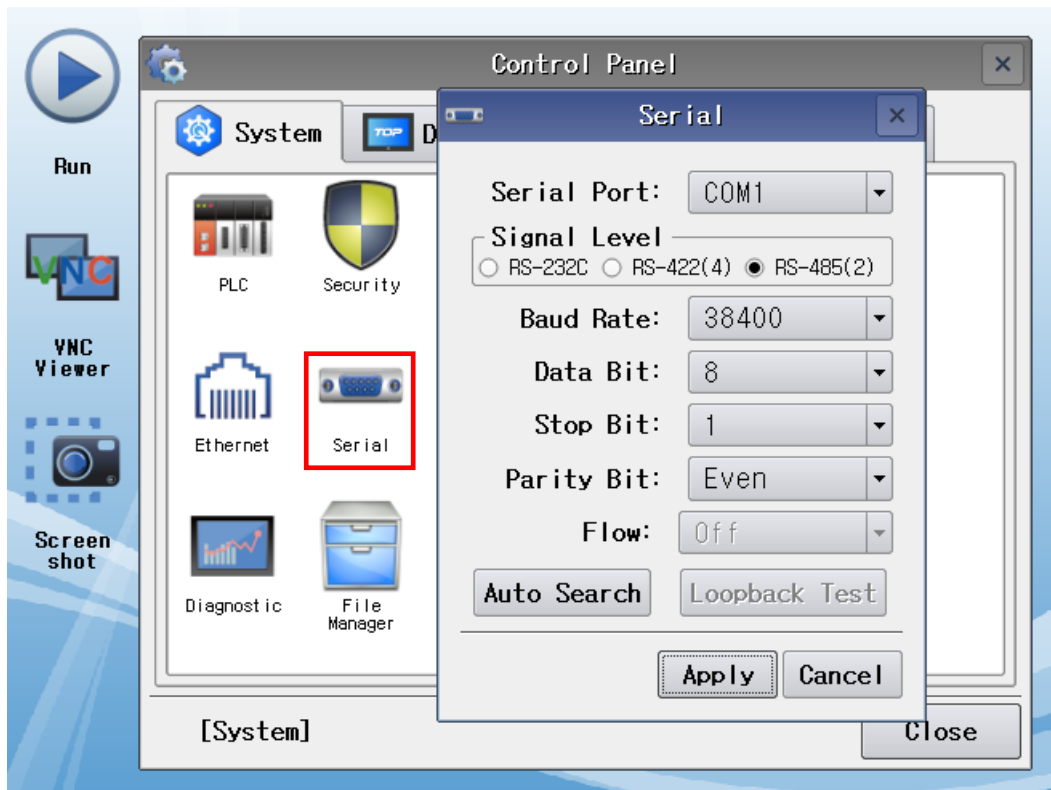 Control Panel
Run
VNC
VNC
Viewer
Screen
shot
System
TOP
D
PLC
Security
Ethernet
Serial
Diagnostic
File
Manager
[System]
Close
Serial
Serial Port: COM1
Signal Level
RS-232C RS-422(4) RS-485(2)
Baud Rate: 38400
Data Bit: 8
Stop Bit: 1
Parity Bit: Even
Flow: Off
Auto Search Loopback Test
Apply Cancel